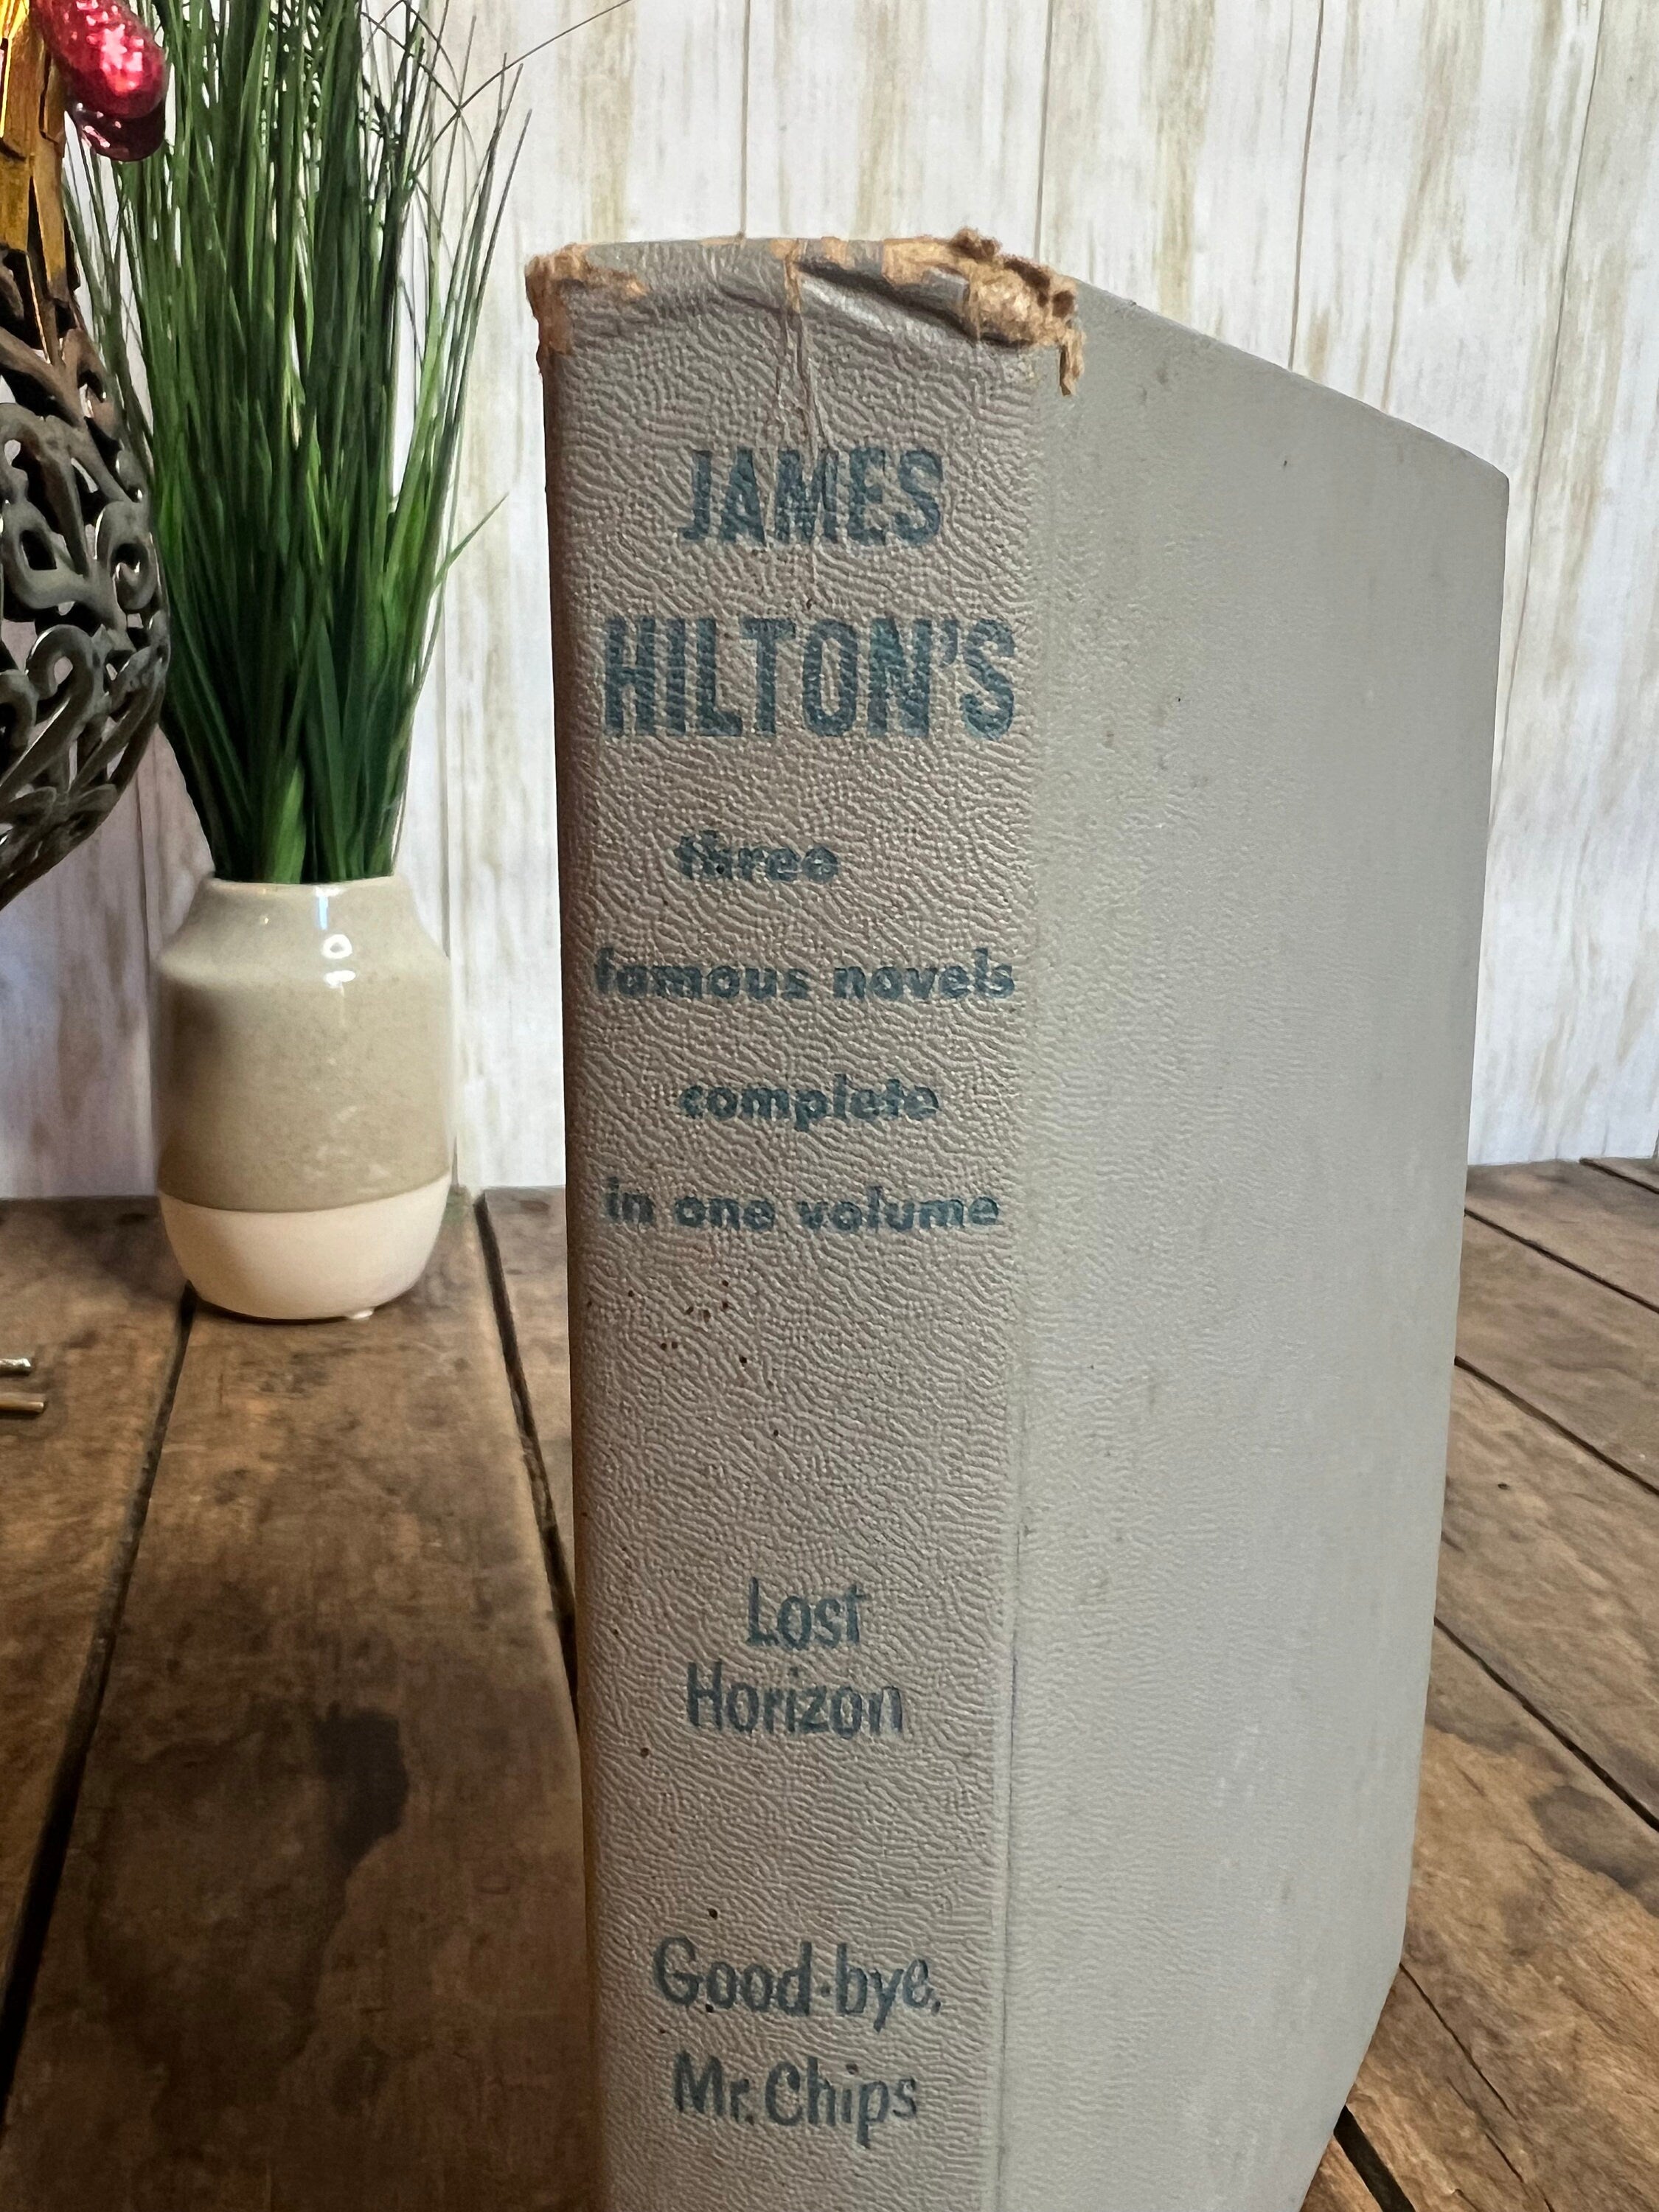 JAMES
HILTON'S
three
famous novels
complete
in one volume
Lost
Horizon
Good-bye,
Mr. Chips